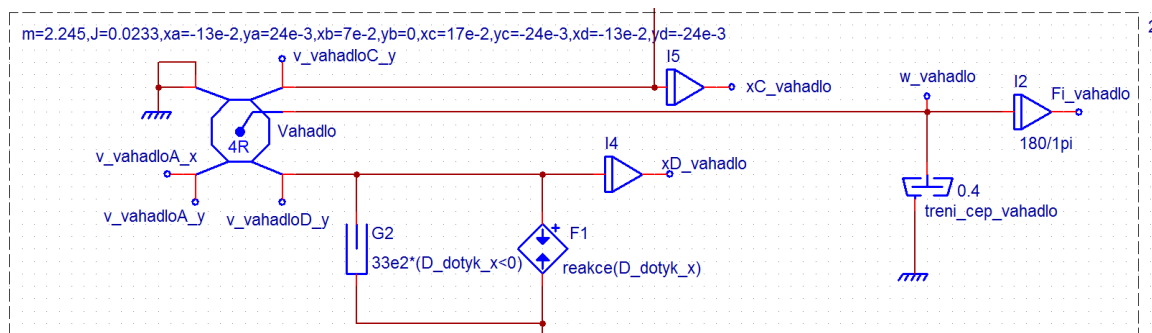 m=2.245,J=0.0233,xa=-13e-2,ya=24e-3,xb=7e-2,yb=0,xc=17e-2,yc=-24e-3,xd=-13e-2,yd=-24e-3
2
v_vahadloC_y
I5
xC_vahadlo
w_vahadlo
I2
Fi_vahadlo
Vahadlo
4R
180/1pi
v_vahadloA_x
I4
xD_vahadlo
v_vahadloA_y
v_vahadloD_y
0.4
treni_cep_vahadlo
G2
33e2*(D_dotyk_x<0)
F1
+
reakce(D_dotyk_x)